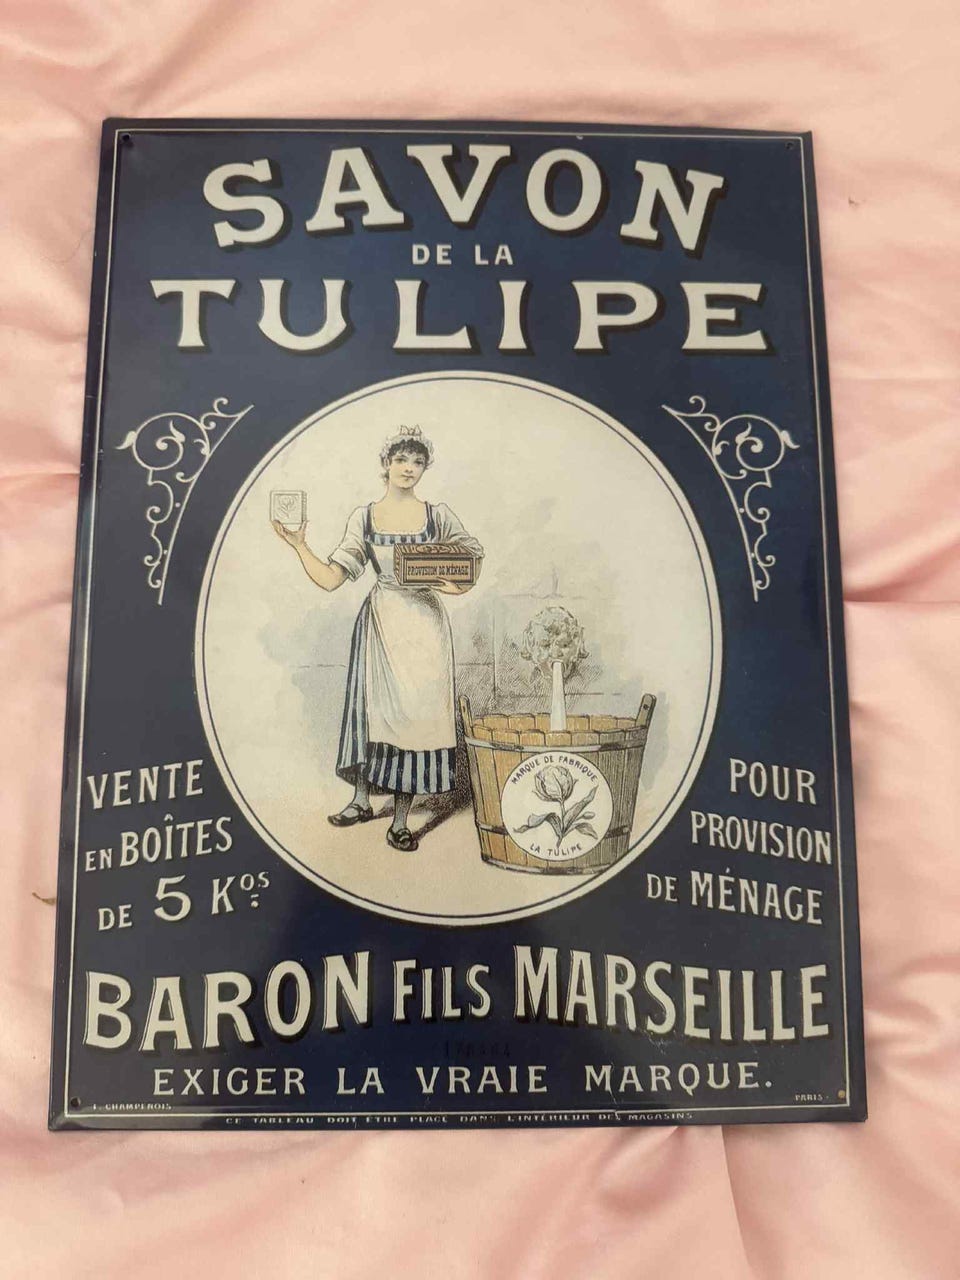 SAVON
DE LA
TULIPE
PROVISION DE MÉNAGE
MARQUE DE FABRIQUE
LA TULIPE
VENTE
EN BOÎTES
DE 5 KOS
POUR
PROVISION
DE MÉNAGE
BARON FILS MARSEILLE
EXIGER LA VRAIE MARQUE.
F. CHAMPENOIS
PARIS.
CE TABLEAU DOIT ÊTRE PLACÉ DANS L'INTÉRIEUR DES MAGASINS